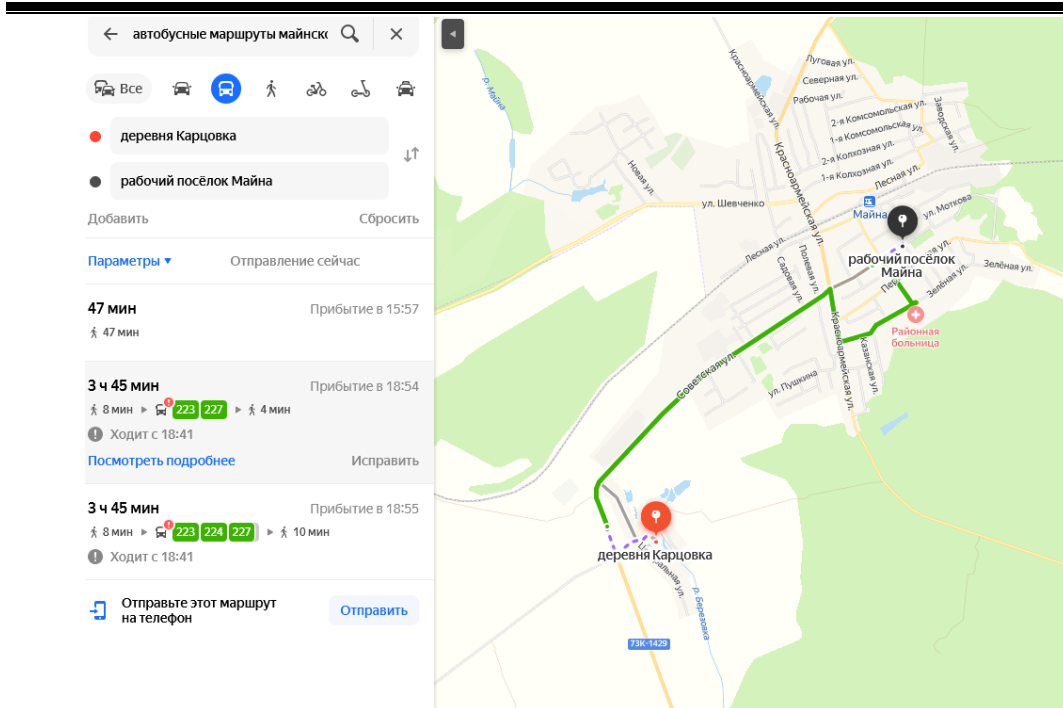 автобусные маршруты майнск
Все
деревня Карцовка
рабочий посёлок Майна
Добавить
Сбросить
Параметры
Отправление сейчас
47 мин
Прибытие в 15:57
47 мин
3 ч 45 мин
Прибытие в 18:54
8 мин 223 227 4 мин
Ходит с 18:41
Посмотреть подробнее
Исправить
3 ч 45 мин
Прибытие в 18:55
8 мин 223 224 227 10 мин
Ходит с 18:41
Отправьте этот маршрут
на телефон
Отправить
р. Майна
Красноармейская ул.
Луговая ул.
Северная ул.
Рабочая ул.
2-я Комсомольская ул.
1-я Комсомольская ул.
Заводская ул.
2-я Колхозная ул.
1-я Колхозная ул.
Красноармейская ул.
Лесная ул.
Новая ул.
ул. Шевченко
Майна
ул. Моткова
Лесная ул.
Полевая ул.
Садовая ул.
рабочий посёлок
Майна
Зелёная ул.
Зелёная ул.
Районная
больница
Красноармейская ул.
Казанская ул.
Советская ул.
ул. Пушкина
деревня Карцовка
р. Березовка
73К-1429